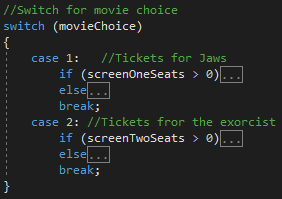 //Switch for movie choice
switch (movieChoice)
{
case 1:   //Tickets for Jaws
if (screenOneSeats > 0)...
else...
break;
case 2: //Tickets fror the exorcist
if (screenTwoSeats > 0)...
else...
break;
}